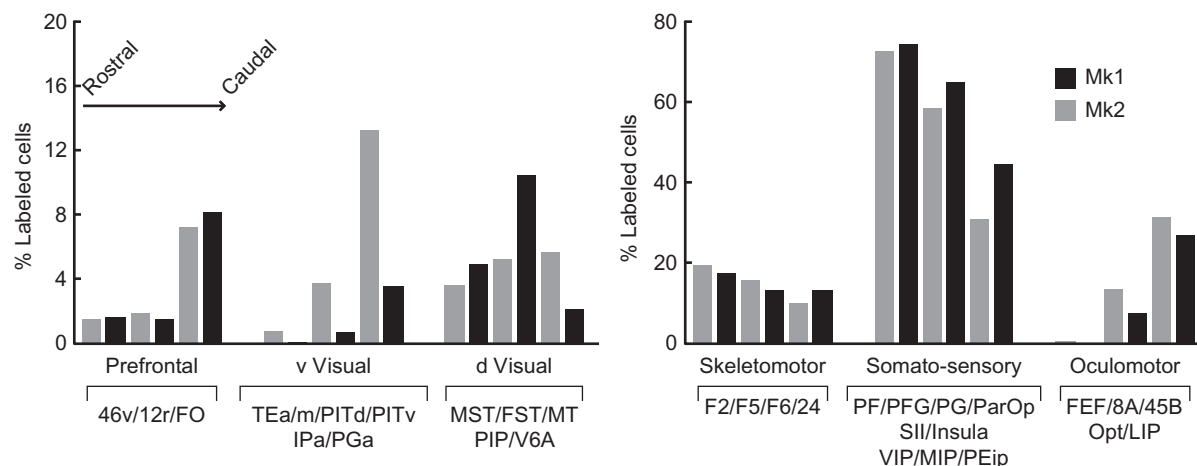 20
16
12
8
4
0
% Labeled cells
Rostral
Caudal
Prefrontal
v Visual
d Visual
46v/12r/FO
TEa/m/PITd/PITv
IPa/PGa
MST/FST/MT
PIP/V6A
80
60
40
20
0
% Labeled cells
Mk1
Mk2
Skeletomotor
Somato-sensory
Oculomotor
F2/F5/F6/24
PF/PFG/PG/ParOp
SII/Insula
VIP/MIP/PEip
FEF/8A/45B
Opt/LIP